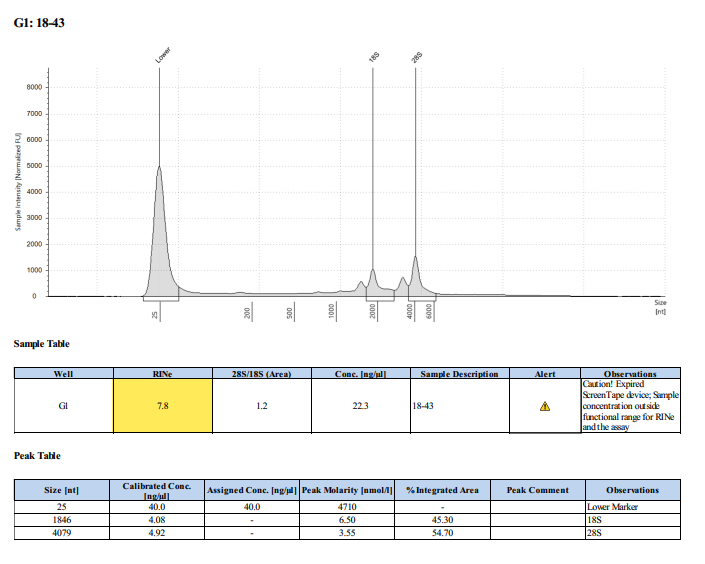 G1: 18-43
Lower
18S
28S
Sample Intensity [Normalized FU]
8000
7000
6000
5000
4000
3000
2000
1000
0
25
200
500
1000
2000
4000
6000
Size
[nt]
Sample Table
Well RINe 28S/18S (Area) Conc. [ng/µl] Sample Description Alert Observations
G1 7.8 1.2 22.3 18-43 Caution! Expired
ScreenTape device; Sample
concentration outside
functional range for RINe
and the assay
Peak Table
Size [nt] Calibrated Conc. [ng/µl] Assigned Conc. [ng/µl] Peak Molarity [nmol/l] % Integrated Area Peak Comment Observations
25 40.0 40.0 4710 - Lower Marker
1846 4.08 - 6.50 45.30 18S
4079 4.92 - 3.55 54.70 28S